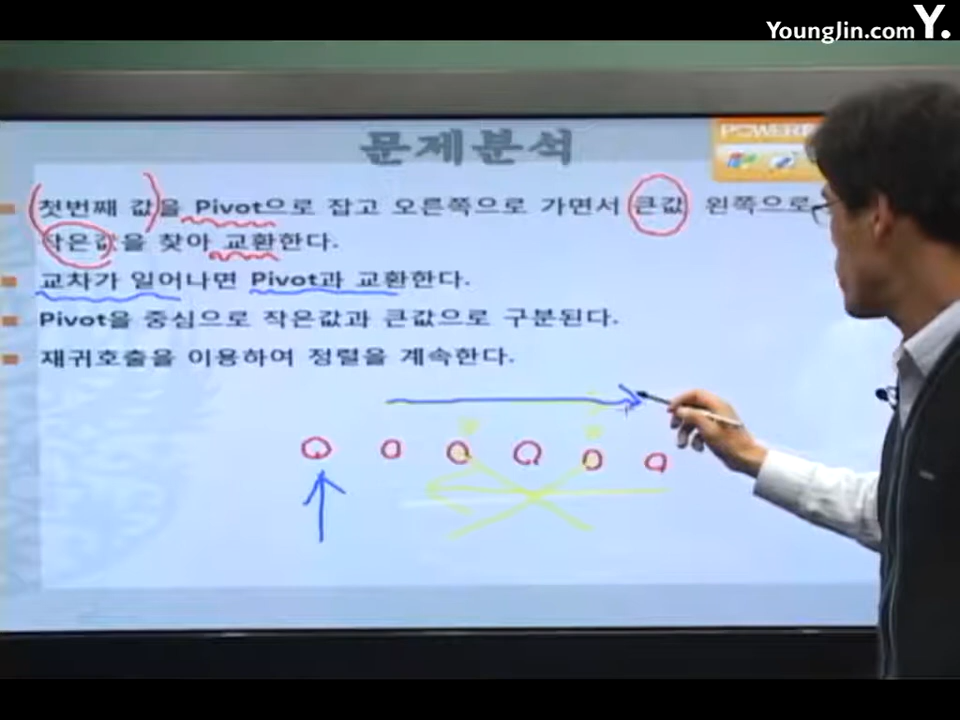 YoungJin.com Y.
문제분석
첫번째 값을 Pivot으로 잡고 오른쪽으로 가면서 큰값 왼쪽으로
작은값을 찾아 교환한다.
교차가 일어나면 Pivot과 교환한다.
Pivot을 중심으로 작은값과 큰값으로 구분된다.
재귀호출을 이용하여 정렬을 계속한다.